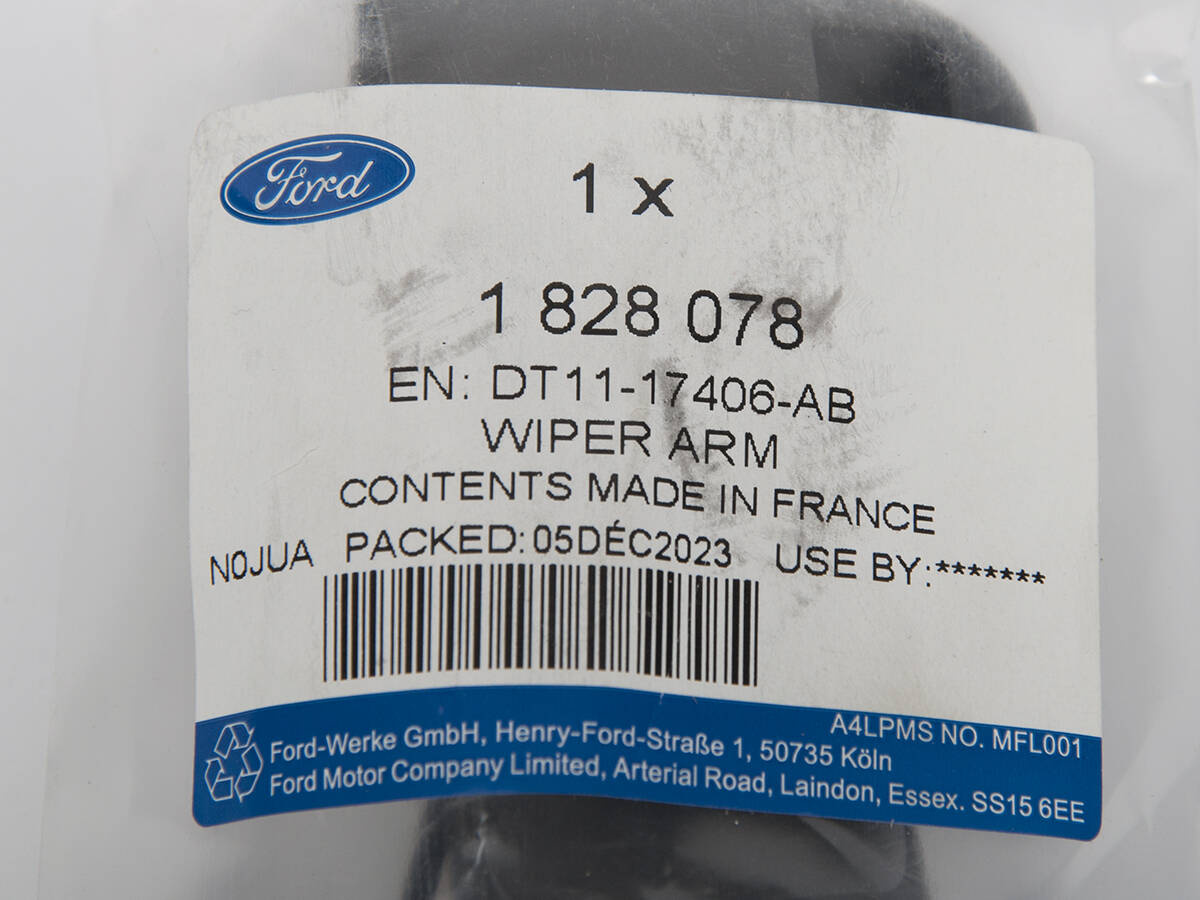 Ford
1 x
1 828 078
EN: DT11-17406-AB
WIPER ARM
CONTENTS MADE IN FRANCE
N0JUA PACKED: 05DÉC2023 USE BY:*******
A4LPMS NO. MFL001
Ford-Werke GmbH, Henry-Ford-Straße 1, 50735 Köln
Ford Motor Company Limited, Arterial Road, Laindon, Essex. SS15 6EE